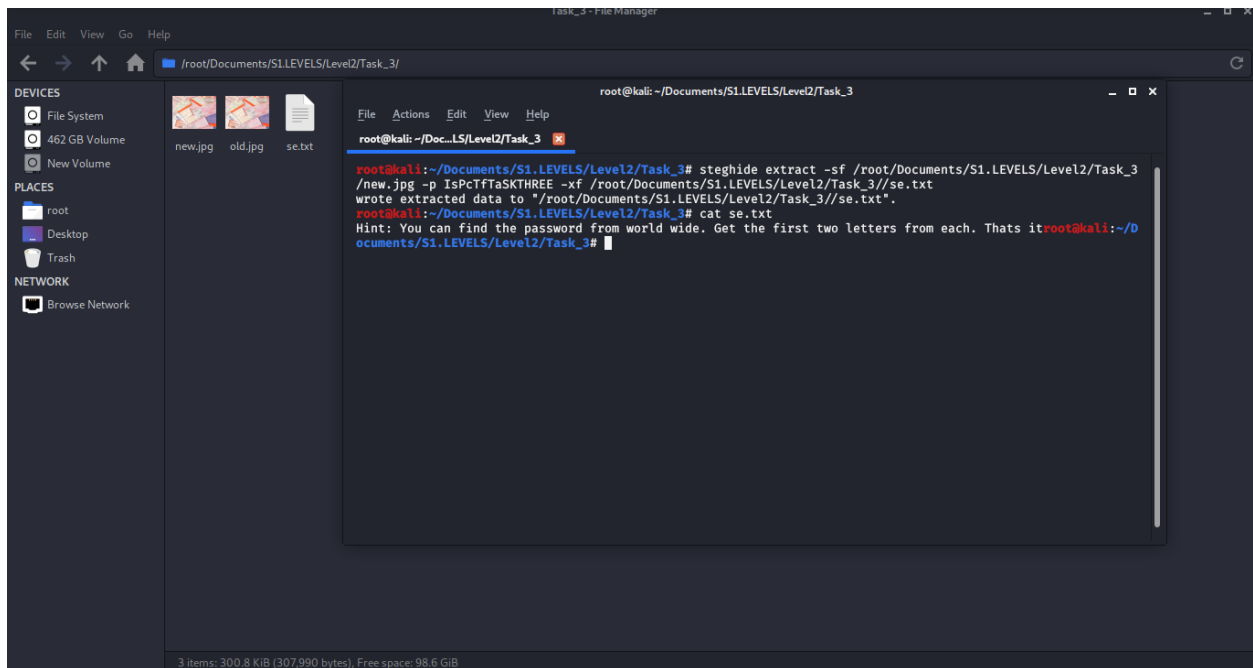 Task_3 - File Manager
File Edit View Go Help
/root/Documents/S1.LEVELS/Level2/Task_3/
DEVICES
File System
462 GB Volume
New Volume
PLACES
root
Desktop
Trash
NETWORK
Browse Network
new.jpg old.jpg se.txt
root@kali: ~/Documents/S1.LEVELS/Level2/Task_3
File Actions Edit View Help
root@kali: ~/Doc...LS/Level2/Task_3
root@kali:~/Documents/S1.LEVELS/Level2/Task_3# steghide extract -sf /root/Documents/S1.LEVELS/Level2/Task_3
/new.jpg -p IsPcTfTaSKTHREE -xf /root/Documents/S1.LEVELS/Level2/Task_3//se.txt
wrote extracted data to "/root/Documents/S1.LEVELS/Level2/Task_3//se.txt".
root@kali:~/Documents/S1.LEVELS/Level2/Task_3# cat se.txt
Hint: You can find the password from world wide. Get the first two letters from each. Thats itroot@kali:~/D
ocuments/S1.LEVELS/Level2/Task_3#
3 items: 300.8 KiB (307,990 bytes), Free space: 98.6 GiB